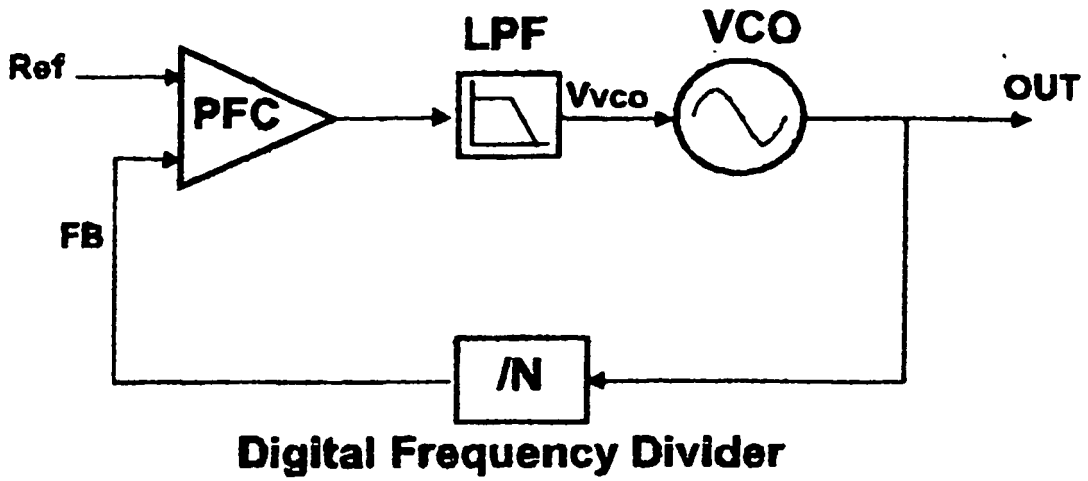 LPF
VCO
Ref
PFC
Vvco
OUT
FB
/N
Digital Frequency Divider